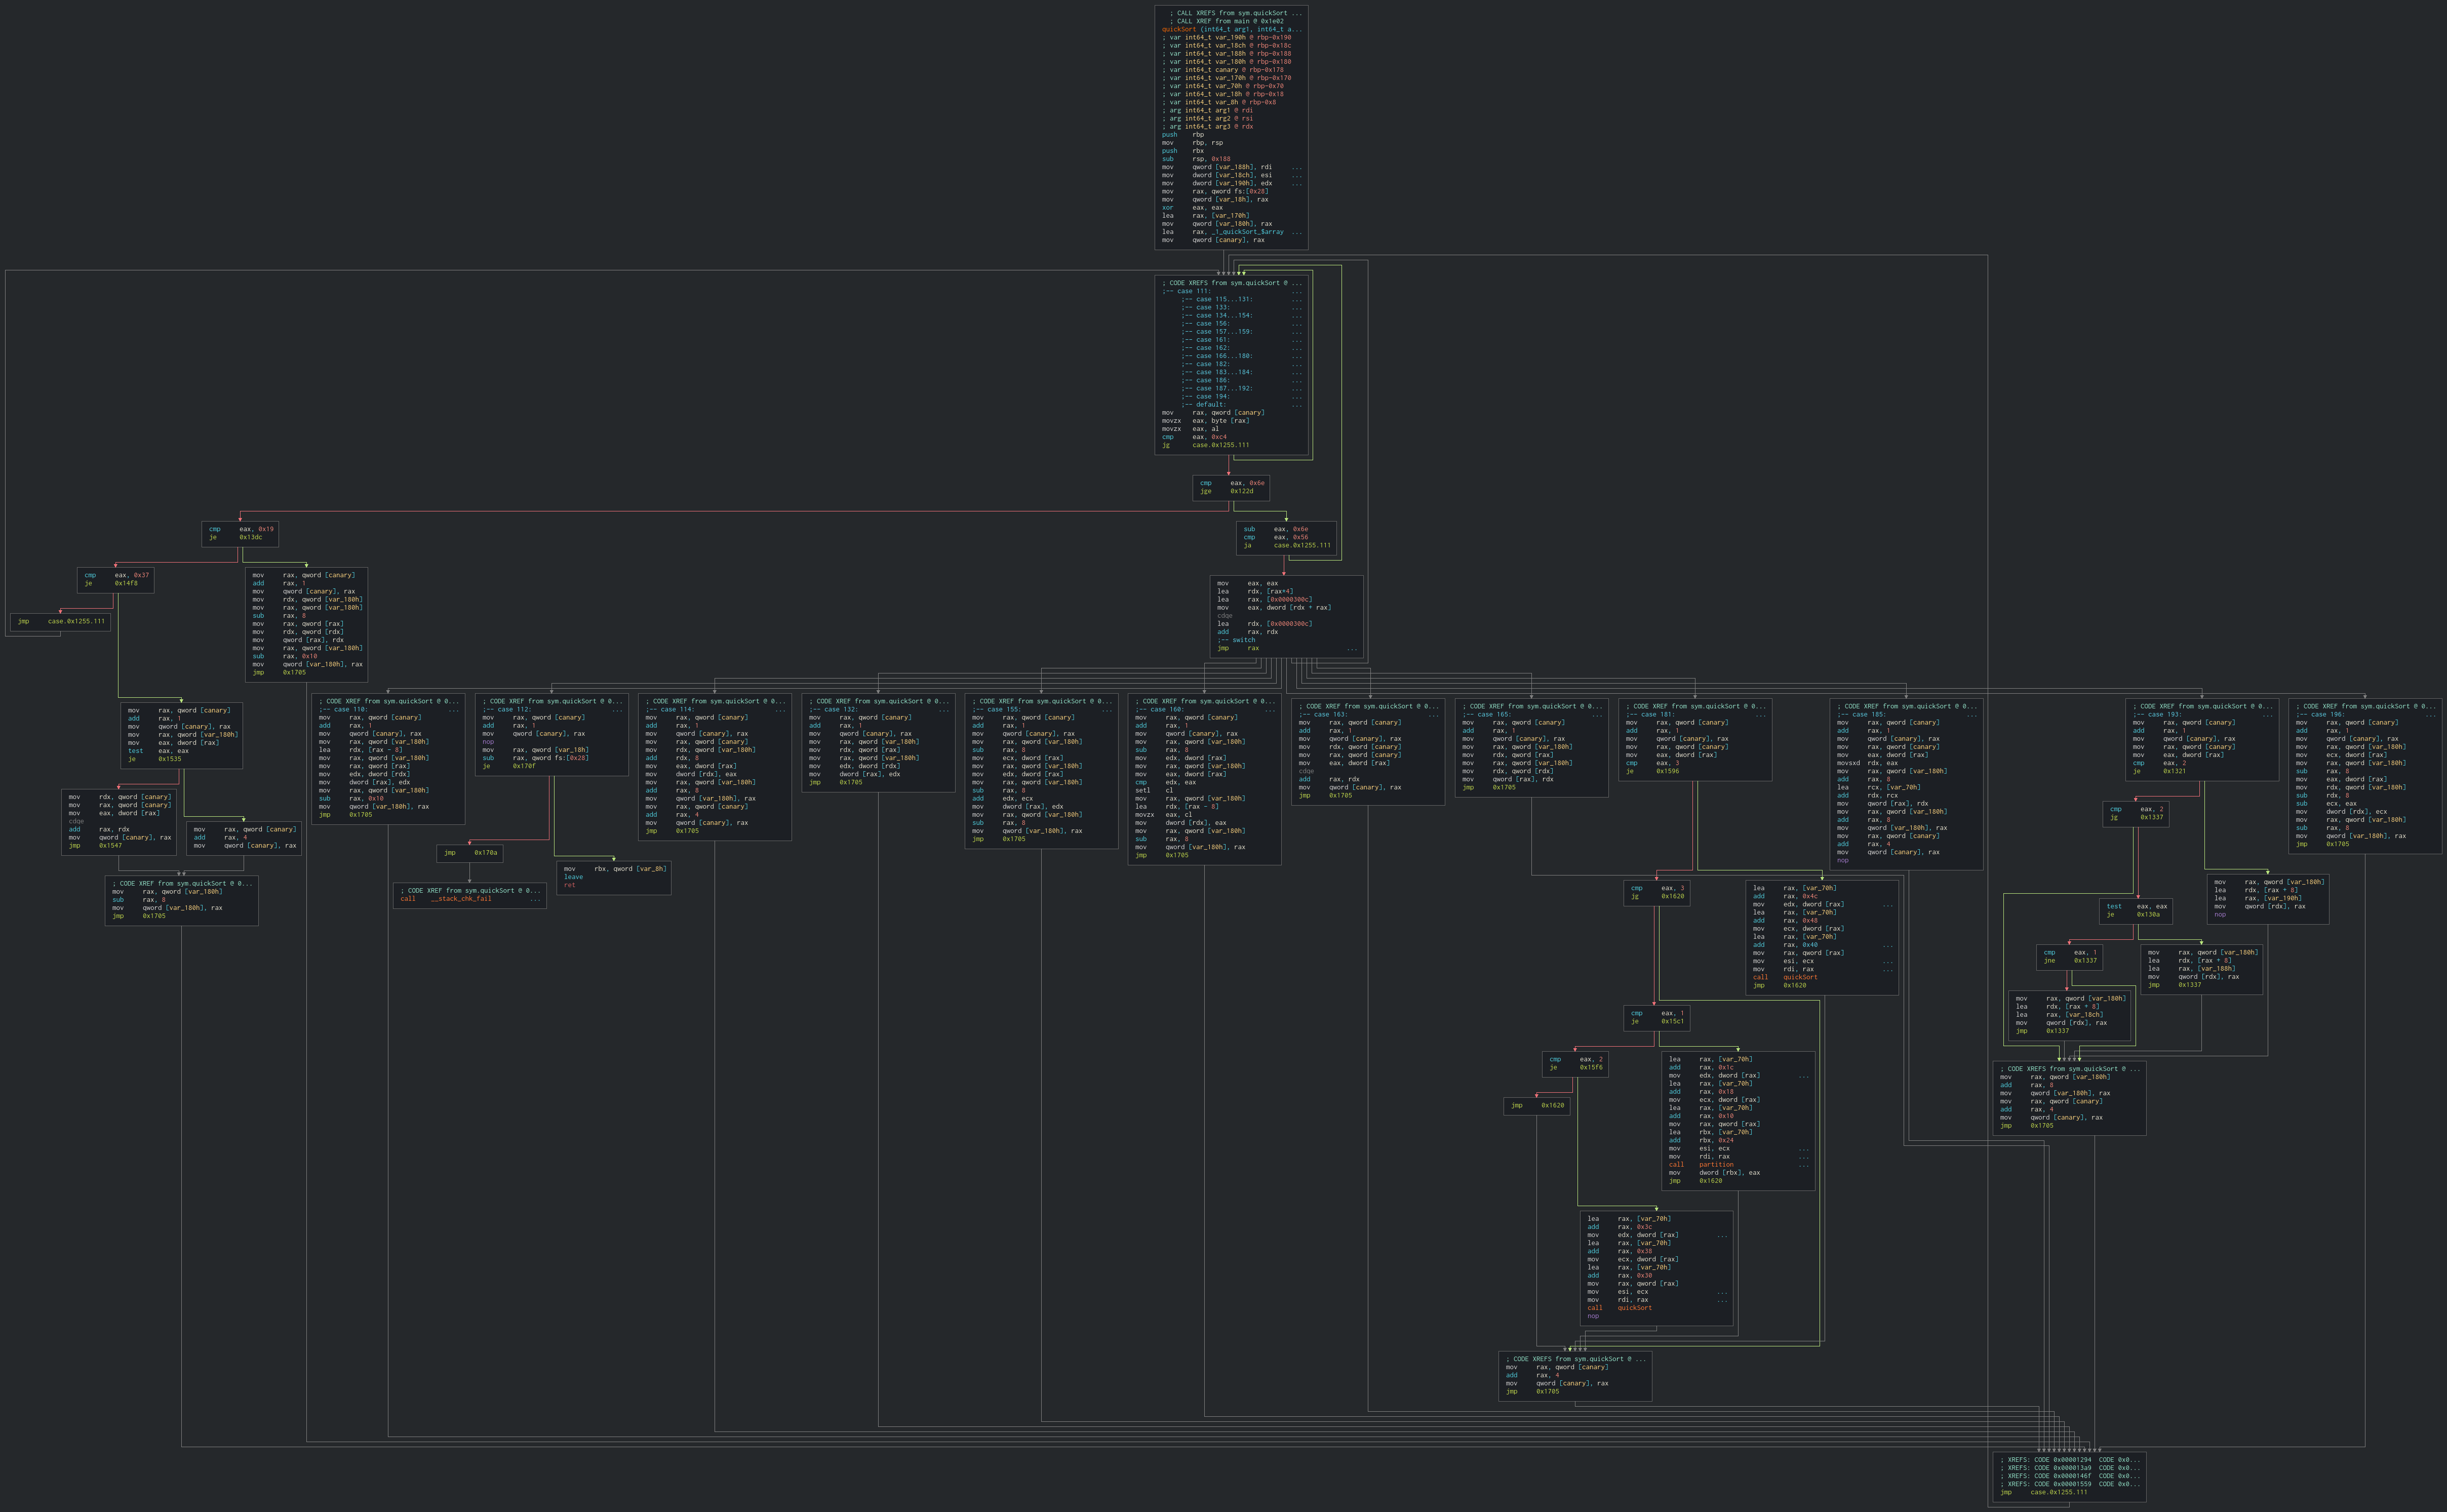 ; CALL XREFS from sym.quickSort ...
; CALL XREF from main @ 0x1e02
quickSort (int64_t arg1, int64_t a...
; var int64_t var_190h @ rbp-0x190
; var int64_t var_18ch @ rbp-0x18c
; var int64_t var_188h @ rbp-0x188
; var int64_t var_180h @ rbp-0x180
; var int64_t canary @ rbp-0x178
; var int64_t var_170h @ rbp-0x170
; var int64_t var_70h @ rbp-0x70
; var int64_t var_18h @ rbp-0x18
; var int64_t var_8h @ rbp-0x8
; arg int64_t arg1 @ rdi
; arg int64_t arg2 @ rsi
; arg int64_t arg3 @ rdx
push rbp
mov rbp, rsp
push rbx
sub rsp, 0x188
mov qword [var_188h], rdi ...
mov dword [var_18ch], esi ...
mov dword [var_190h], edx ...
mov rax, qword fs:[0x28]
mov qword [var_18h], rax
xor eax, eax
lea rax, [var_170h]
mov qword [var_180h], rax
lea rax, _1_quickSort_$array ...
mov qword [canary], rax
; CODE XREFS from sym.quickSort @ ...
;-- case 111: ...
;-- case 115...131: ...
;-- case 133: ...
;-- case 134...154: ...
;-- case 156: ...
;-- case 157...159: ...
;-- case 161: ...
;-- case 162: ...
;-- case 166...180: ...
;-- case 182: ...
;-- case 183...184: ...
;-- case 186: ...
;-- case 187...192: ...
;-- case 194: ...
;-- default: ...
mov rax, qword [canary]
movzx eax, byte [rax]
movzx eax, al
cmp eax, 0xc4
jg case.0x1255.111
cmp eax, 0x6e
jge 0x122d
cmp eax, 0x19
je 0x13dc
sub eax, 0x6e
cmp eax, 0x56
ja case.0x1255.111
cmp eax, 0x37
je 0x14f8
mov rax, qword [canary]
add rax, 1
mov qword [canary], rax
mov rdx, qword [var_180h]
mov rax, qword [var_180h]
sub rax, 8
mov rax, qword [rax]
mov rdx, qword [rdx]
mov qword [rax], rdx
mov rax, qword [var_180h]
sub rax, 0x10
mov qword [var_180h], rax
jmp 0x1705
mov eax, eax
lea rdx, [rax*4]
lea rax, [0x0000300c]
mov eax, dword [rdx + rax]
cdqe
lea rdx, [0x0000300c]
add rax, rdx
;-- switch
jmp rax ...
jmp case.0x1255.111
mov rax, qword [canary]
add rax, 1
mov qword [canary], rax
mov rax, qword [var_180h]
mov eax, dword [rax]
test eax, eax
je 0x1535
; CODE XREF from sym.quickSort @ 0...
;-- case 110: ...
mov rax, qword [canary]
add rax, 1
mov qword [canary], rax
mov rax, qword [var_180h]
lea rdx, [rax - 8]
mov rax, qword [var_180h]
mov rax, qword [rax]
mov edx, dword [rdx]
mov dword [rax], edx
mov rax, qword [var_180h]
sub rax, 0x10
mov qword [var_180h], rax
jmp 0x1705
; CODE XREF from sym.quickSort @ 0...
;-- case 112: ...
mov rax, qword [canary]
add rax, 1
mov qword [canary], rax
nop
mov rax, qword [var_18h]
sub rax, qword fs:[0x28]
je 0x170f
; CODE XREF from sym.quickSort @ 0...
;-- case 114: ...
mov rax, qword [canary]
add rax, 1
mov qword [canary], rax
mov rax, qword [canary]
mov rdx, qword [var_180h]
add rdx, 8
mov eax, dword [rax]
mov dword [rdx], eax
mov rax, qword [var_180h]
add rax, 8
mov qword [var_180h], rax
mov rax, qword [canary]
add rax, 4
mov qword [canary], rax
jmp 0x1705
; CODE XREF from sym.quickSort @ 0...
;-- case 132: ...
mov rax, qword [canary]
add rax, 1
mov qword [canary], rax
mov rax, qword [var_180h]
mov rdx, qword [rax]
mov rax, qword [var_180h]
mov edx, dword [rdx]
mov dword [rax], edx
jmp 0x1705
; CODE XREF from sym.quickSort @ 0...
;-- case 155: ...
mov rax, qword [canary]
add rax, 1
mov qword [canary], rax
mov rax, qword [var_180h]
sub rax, 8
mov ecx, dword [rax]
mov rax, qword [var_180h]
mov edx, dword [rax]
mov rax, qword [var_180h]
sub rax, 8
add edx, ecx
mov dword [rax], edx
mov rax, qword [var_180h]
sub rax, 8
mov qword [var_180h], rax
jmp 0x1705
; CODE XREF from sym.quickSort @ 0...
;-- case 160: ...
mov rax, qword [canary]
add rax, 1
mov qword [canary], rax
mov rax, qword [var_180h]
sub rax, 8
mov edx, dword [rax]
mov rax, qword [var_180h]
mov eax, dword [rax]
cmp edx, eax
setl cl
mov rax, qword [var_180h]
lea rdx, [rax - 8]
movzx eax, cl
mov dword [rdx], eax
mov rax, qword [var_180h]
sub rax, 8
mov qword [var_180h], rax
jmp 0x1705
; CODE XREF from sym.quickSort @ 0...
;-- case 163: ...
mov rax, qword [canary]
add rax, 1
mov qword [canary], rax
mov rdx, qword [canary]
mov rax, qword [canary]
mov eax, dword [rax]
cdqe
add rax, rdx
mov qword [canary], rax
jmp 0x1705
; CODE XREF from sym.quickSort @ 0...
;-- case 165: ...
mov rax, qword [canary]
add rax, 1
mov qword [canary], rax
mov rax, qword [var_180h]
mov rdx, qword [rax]
mov rax, qword [var_180h]
mov rdx, qword [rdx]
mov qword [rax], rdx
jmp 0x1705
; CODE XREF from sym.quickSort @ 0...
;-- case 181: ...
mov rax, qword [canary]
add rax, 1
mov qword [canary], rax
mov rax, qword [canary]
mov eax, dword [rax]
cmp eax, 3
je 0x1596
; CODE XREF from sym.quickSort @ 0...
;-- case 185: ...
mov rax, qword [canary]
add rax, 1
mov qword [canary], rax
mov rax, qword [canary]
mov eax, dword [rax]
movsxd rdx, eax
mov rax, qword [var_180h]
add rax, 8
lea rcx, [var_70h]
add rdx, rcx
mov qword [rax], rdx
mov rax, qword [var_180h]
add rax, 8
mov qword [var_180h], rax
mov rax, qword [canary]
add rax, 4
mov qword [canary], rax
nop
; CODE XREF from sym.quickSort @ 0...
;-- case 193: ...
mov rax, qword [canary]
add rax, 1
mov qword [canary], rax
mov rax, qword [canary]
mov eax, dword [rax]
cmp eax, 2
je 0x1321
; CODE XREF from sym.quickSort @ 0...
;-- case 196: ...
mov rax, qword [canary]
add rax, 1
mov qword [canary], rax
mov rax, qword [var_180h]
mov ecx, dword [rax]
mov rax, qword [var_180h]
sub rax, 8
mov eax, dword [rax]
mov rdx, qword [var_180h]
sub rdx, 8
sub ecx, eax
mov dword [rdx], ecx
mov rax, qword [var_180h]
sub rax, 8
mov qword [var_180h], rax
jmp 0x1705
mov rdx, qword [canary]
mov rax, qword [canary]
mov eax, dword [rax]
cdqe
add rax, rdx
mov qword [canary], rax
jmp 0x1547
mov rax, qword [canary]
add rax, 4
mov qword [canary], rax
jmp 0x170a
mov rbx, qword [var_8h]
leave
ret
; CODE XREF from sym.quickSort @ 0...
mov rax, qword [var_180h]
sub rax, 8
mov qword [var_180h], rax
jmp 0x1705
; CODE XREF from sym.quickSort @ 0...
call __stack_chk_fail ...
cmp eax, 2
jg 0x1337
cmp eax, 3
jg 0x1620
lea rax, [var_70h]
add rax, 0x4c
mov edx, dword [rax] ...
lea rax, [var_70h]
add rax, 0x48
mov ecx, dword [rax]
lea rax, [var_70h]
add rax, 0x40 ...
mov rax, qword [rax]
mov esi, ecx ...
mov rdi, rax ...
call quickSort
jmp 0x1620
mov rax, qword [var_180h]
lea rdx, [rax + 8]
lea rax, [var_190h]
mov qword [rdx], rax
nop
test eax, eax
je 0x130a
cmp eax, 1
jne 0x1337
mov rax, qword [var_180h]
lea rdx, [rax + 8]
lea rax, [var_188h]
mov qword [rdx], rax
jmp 0x1337
mov rax, qword [var_180h]
lea rdx, [rax + 8]
lea rax, [var_18ch]
mov qword [rdx], rax
jmp 0x1337
cmp eax, 1
je 0x15c1
cmp eax, 2
je 0x15f6
lea rax, [var_70h]
add rax, 0x1c
mov edx, dword [rax] ...
lea rax, [var_70h]
add rax, 0x18
mov ecx, dword [rax]
lea rax, [var_70h]
add rax, 0x10
mov rax, qword [rax]
lea rbx, [var_70h]
add rbx, 0x24
mov esi, ecx ...
mov rdi, rax ...
call partition ...
mov dword [rbx], eax
jmp 0x1620
; CODE XREFS from sym.quickSort @ ...
mov rax, qword [var_180h]
add rax, 8
mov qword [var_180h], rax
mov rax, qword [canary]
add rax, 4
mov qword [canary], rax
jmp 0x1705
jmp 0x1620
lea rax, [var_70h]
add rax, 0x3c
mov edx, dword [rax] ...
lea rax, [var_70h]
add rax, 0x38
mov ecx, dword [rax]
lea rax, [var_70h]
add rax, 0x30
mov rax, qword [rax]
mov esi, ecx ...
mov rdi, rax ...
call quickSort
nop
; CODE XREFS from sym.quickSort @ ...
mov rax, qword [canary]
add rax, 4
mov qword [canary], rax
jmp 0x1705
; XREFS: CODE 0x00001294 CODE 0x0...
; XREFS: CODE 0x000013a9 CODE 0x0...
; XREFS: CODE 0x0000146f CODE 0x0...
; XREFS: CODE 0x00001559 CODE 0x0...
jmp case.0x1255.111